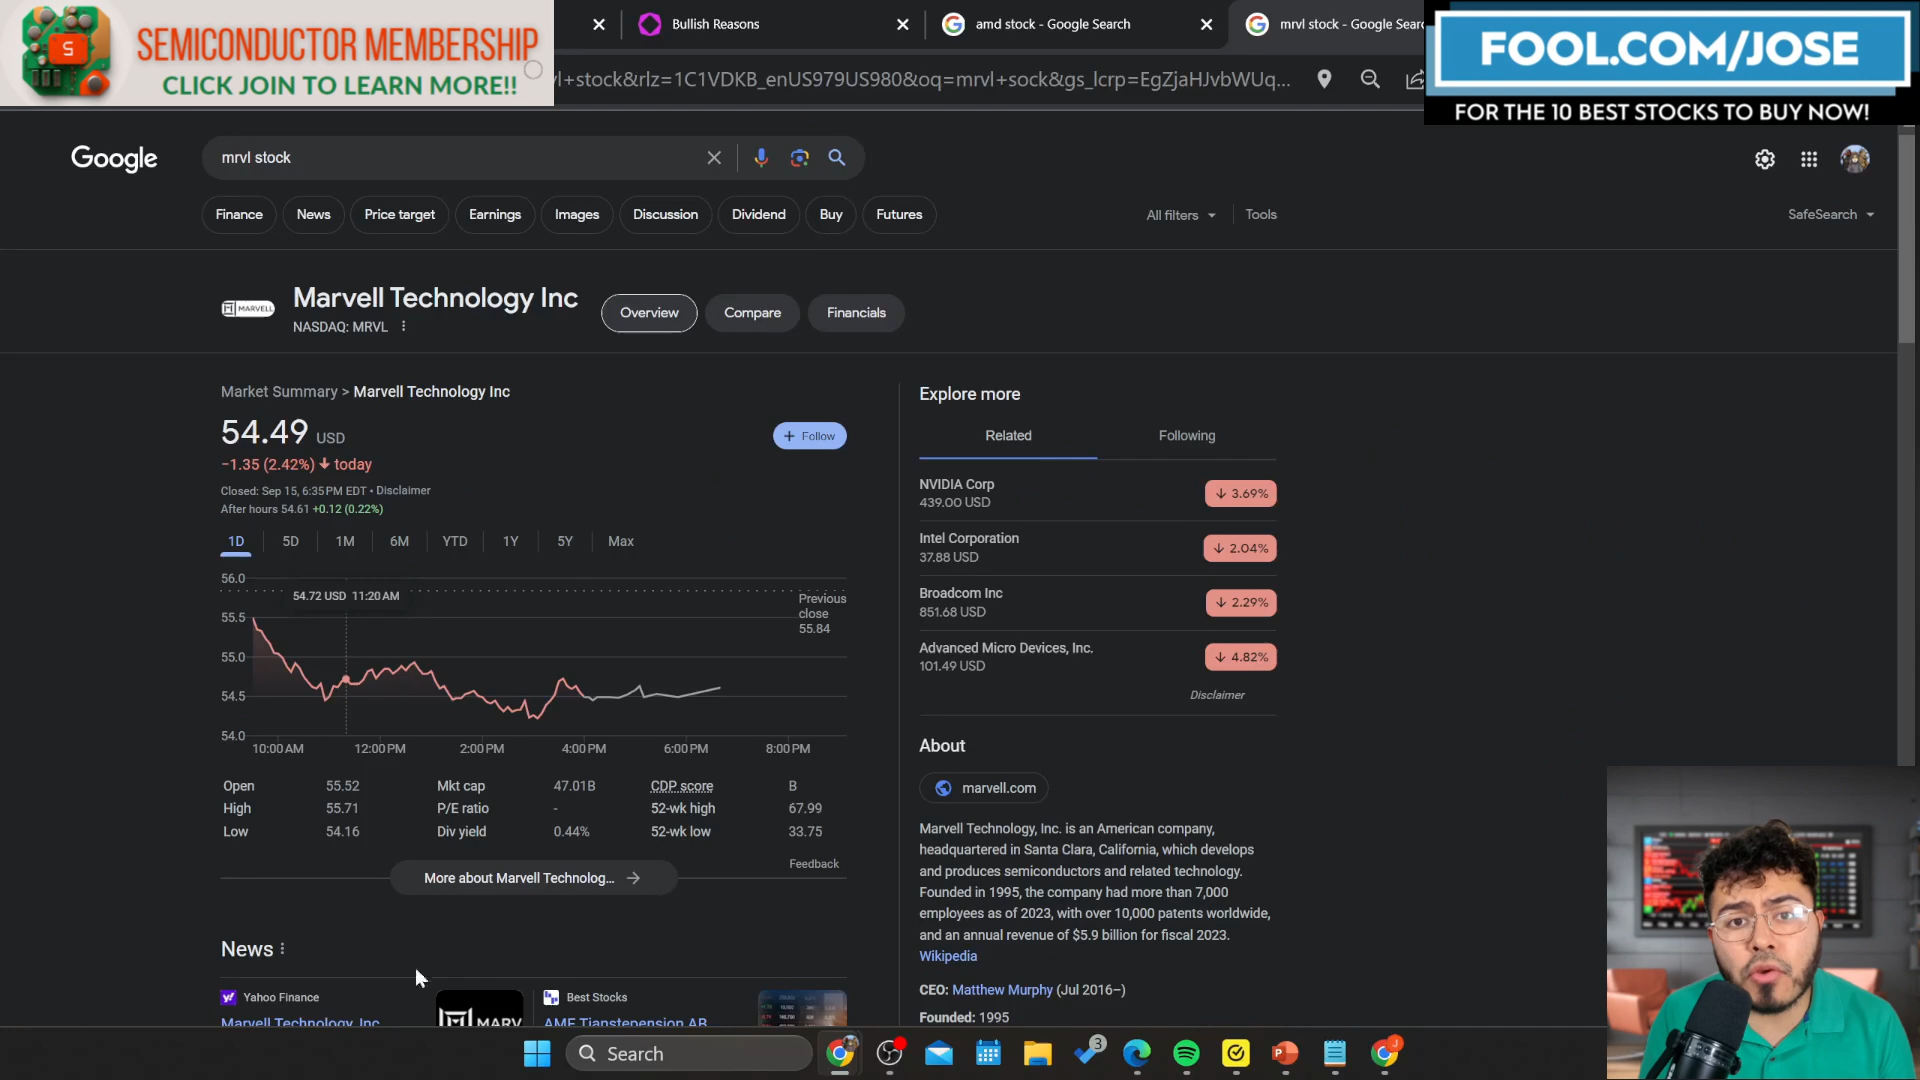 SEMICONDUCTOR MEMBERSHIP
CLICK JOIN TO LEARN MORE!!
S
Bullish Reasons
amd stock - Google Search
mrvl stock - Google Sear
FOOL.COM/JOSE
FOR THE 10 BEST STOCKS TO BUY NOW!
l+stock&rlz=1C1VDKB_enUS979US980&oq=mrvl+sock&gs_lcrp=EgZjaHJvbWUq...
Google
mrvl stock
Finance
News
Price target
Earnings
Images
Discussion
Dividend
Buy
Futures
All filters
Tools
SafeSearch
MARVELL
Marvell Technology Inc
NASDAQ: MRVL
Overview
Compare
Financials
Market Summary > Marvell Technology Inc
54.49 USD
−1.35 (2.42%) today
Closed: Sep 15, 6:35 PM EDT • Disclaimer
After hours 54.61 +0.12 (0.22%)
+ Follow
1D
5D
1M
6M
YTD
1Y
5Y
Max
56.0
55.5
55.0
54.5
54.0
54.72 USD 11:20 AM
Previous
close
55.84
10:00 AM
12:00 PM
2:00 PM
4:00 PM
6:00 PM
8:00 PM
Open 55.52
High 55.71
Low 54.16
Mkt cap 47.01B
P/E ratio -
Div yield 0.44%
CDP score B
52-wk high 67.99
52-wk low 33.75
Feedback
More about Marvell Technolog...
News
Yahoo Finance
Marvell Technology, Inc.
MARV
Best Stocks
Explore more
Related
Following
NVIDIA Corp
439.00 USD
3.69%
Intel Corporation
37.88 USD
2.04%
Broadcom Inc
851.68 USD
2.29%
Advanced Micro Devices, Inc.
101.49 USD
4.82%
Disclaimer
About
marvell.com
Marvell Technology, Inc. is an American company,
headquartered in Santa Clara, California, which develops
and produces semiconductors and related technology.
Founded in 1995, the company had more than 7,000
employees as of 2023, with over 10,000 patents worldwide,
and an annual revenue of $5.9 billion for fiscal 2023.
Wikipedia
CEO: Matthew Murphy (Jul 2016–)
Founded: 1995
Search
3
J